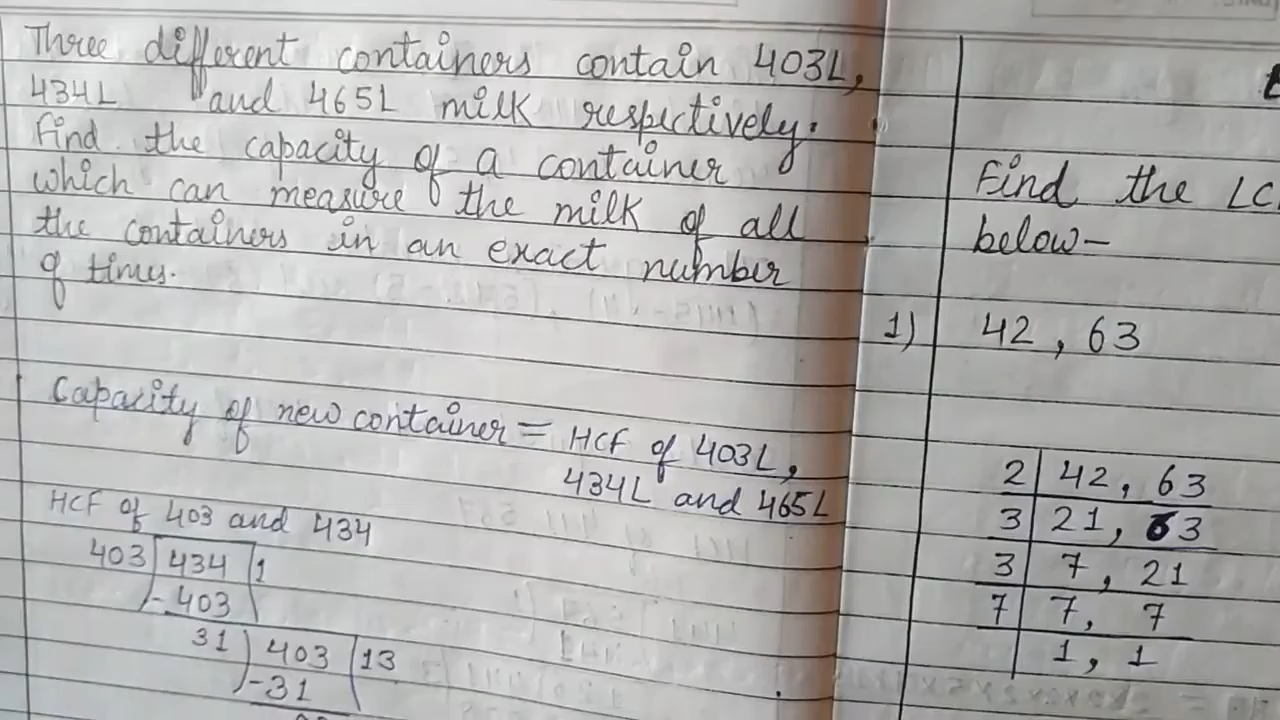 Three different containers contain 403L,
434L and 465L milk respectively.
Find the capacity of a container
which can measure the milk of all
the containers in an exact number
of times.
Capacity of new container = HCF of 403L,
434L and 465L
HCF of 403 and 434
403 434 1
- 403
31 403 13
-31
Find the
below-
1) 42, 63
2 42, 63
3 21, 63
3 7, 21
7 7, 7
1, 1